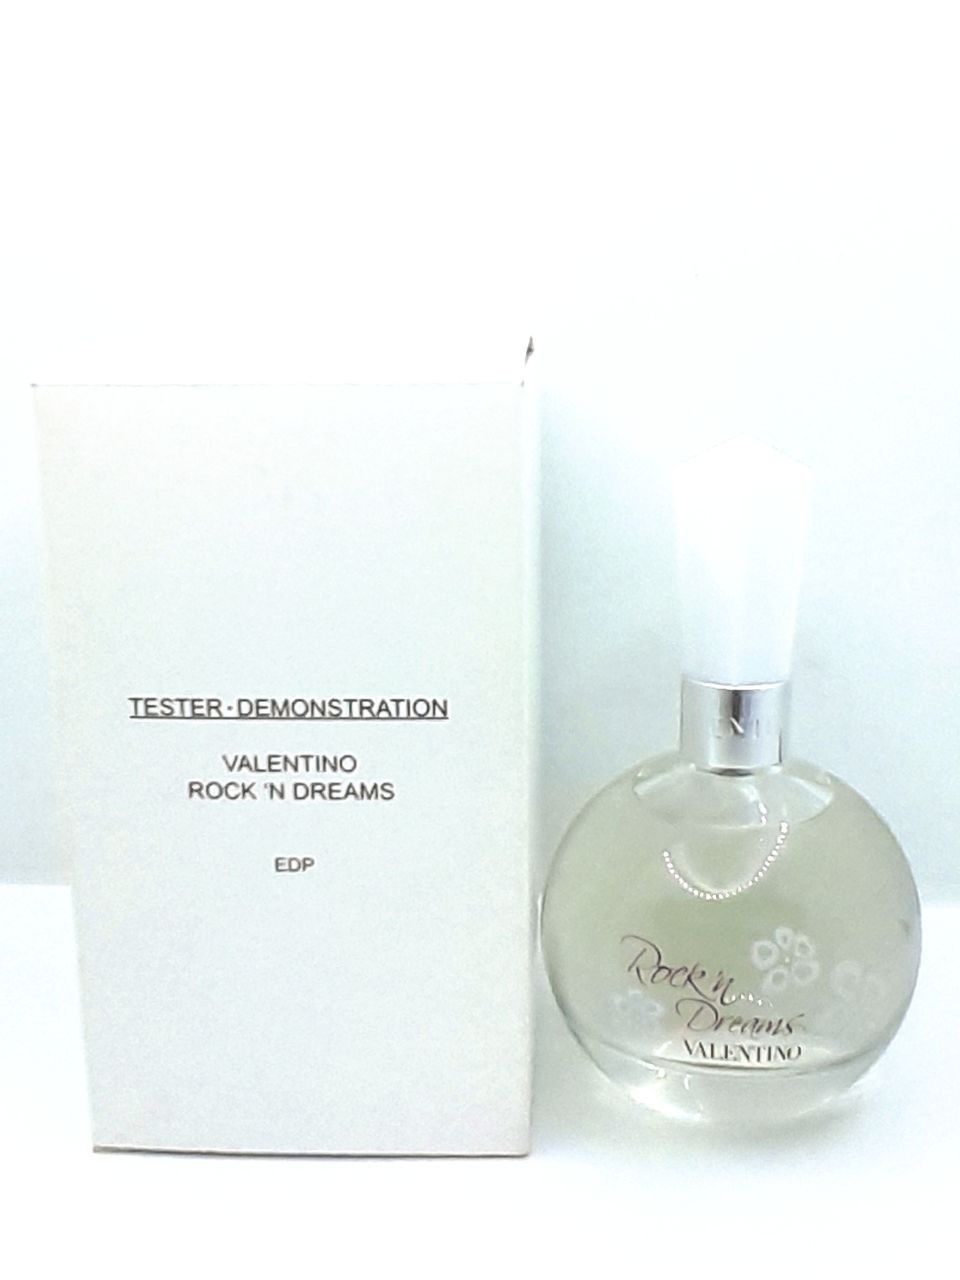 TESTER · DEMONSTRATION
VALENTINO
ROCK 'N DREAMS
EDP
Rock 'n
Dreams
VALENTINO